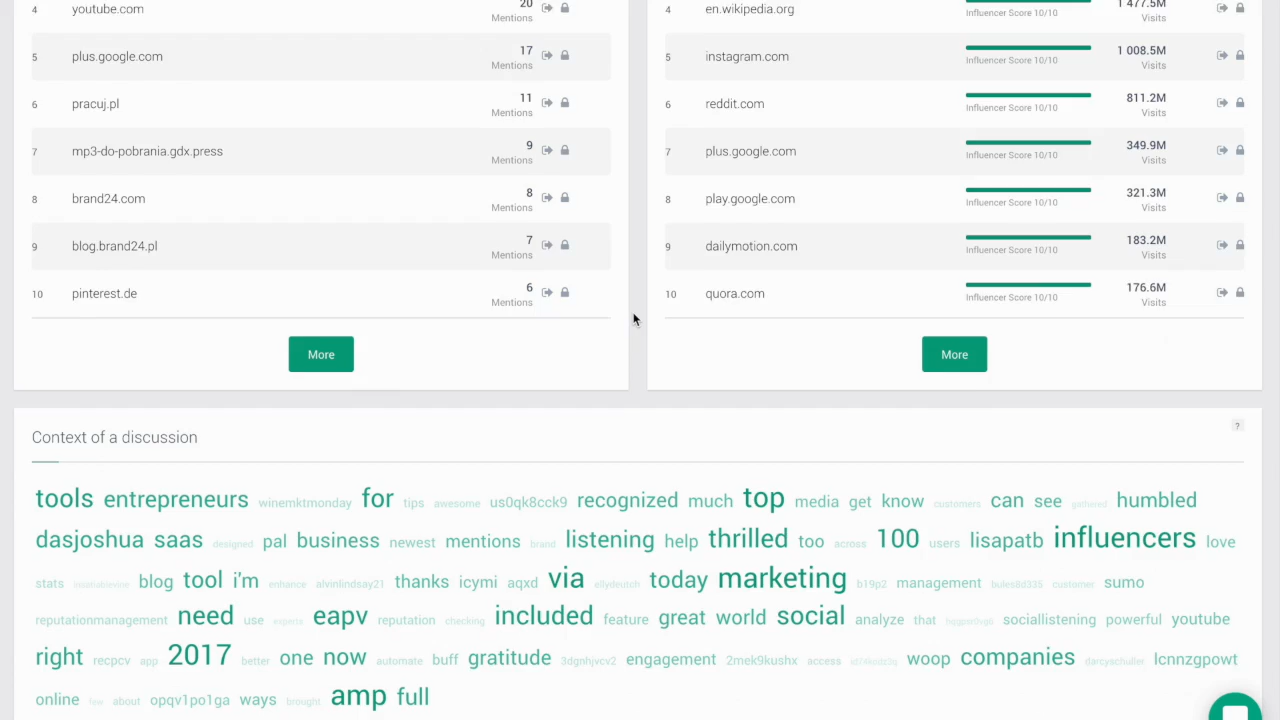 4 youtube.com 20
Mentions
5 plus.google.com 17
Mentions
6 pracuj.pl 11
Mentions
7 mp3-do-pobrania.gdx.press 9
Mentions
8 brand24.com 8
Mentions
9 blog.brand24.pl 7
Mentions
10 pinterest.de 6
Mentions
More
4 en.wikipedia.org 1 477.5M
Influencer Score 10/10 Visits
5 instagram.com 1 008.5M
Influencer Score 10/10 Visits
6 reddit.com 811.2M
Influencer Score 10/10 Visits
7 plus.google.com 349.9M
Influencer Score 10/10 Visits
8 play.google.com 321.3M
Influencer Score 10/10 Visits
9 dailymotion.com 183.2M
Influencer Score 10/10 Visits
10 quora.com 176.6M
Influencer Score 10/10 Visits
More
Context of a discussion ?
tools entrepreneurs winemktmonday for tips awesome us0qk8cck9 recognized much top media get know customers can see gathered humbled
dasjoshua saas designed pal business newest mentions brand listening help thrilled too across 100 users lisapatb influencers love
stats blog tool i'm enhance alvinlindsay21 thanks icymi aqxd via ellydeutch today marketing b19p2 management bules8d335 customer sumo
reputationmanagement need use experts eapv reputation checking included feature great world social analyze that sociallistening powerful youtube
right recpcv app 2017 better one now automate buff gratitude 3dgnhjvcv2 engagement 2mek9kushx access woop companies darcyschuller lcnnzgpowt
online few about opqv1po1ga ways brought amp full